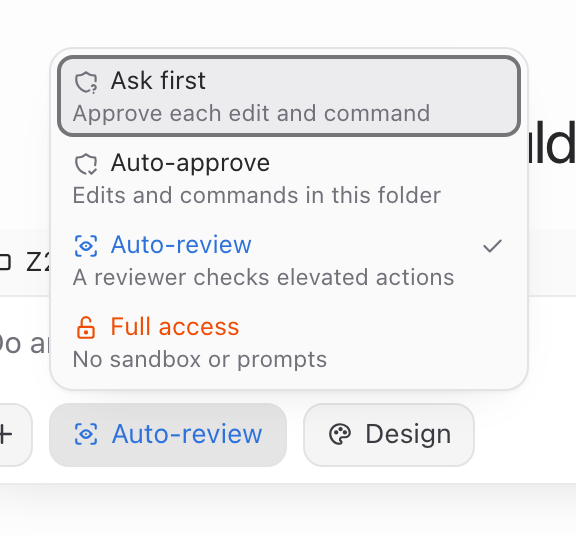 Ask first
Approve each edit and command
Auto-approve
Edits and commands in this folder
Auto-review
A reviewer checks elevated actions
Full access
No sandbox or prompts
Auto-review
Design